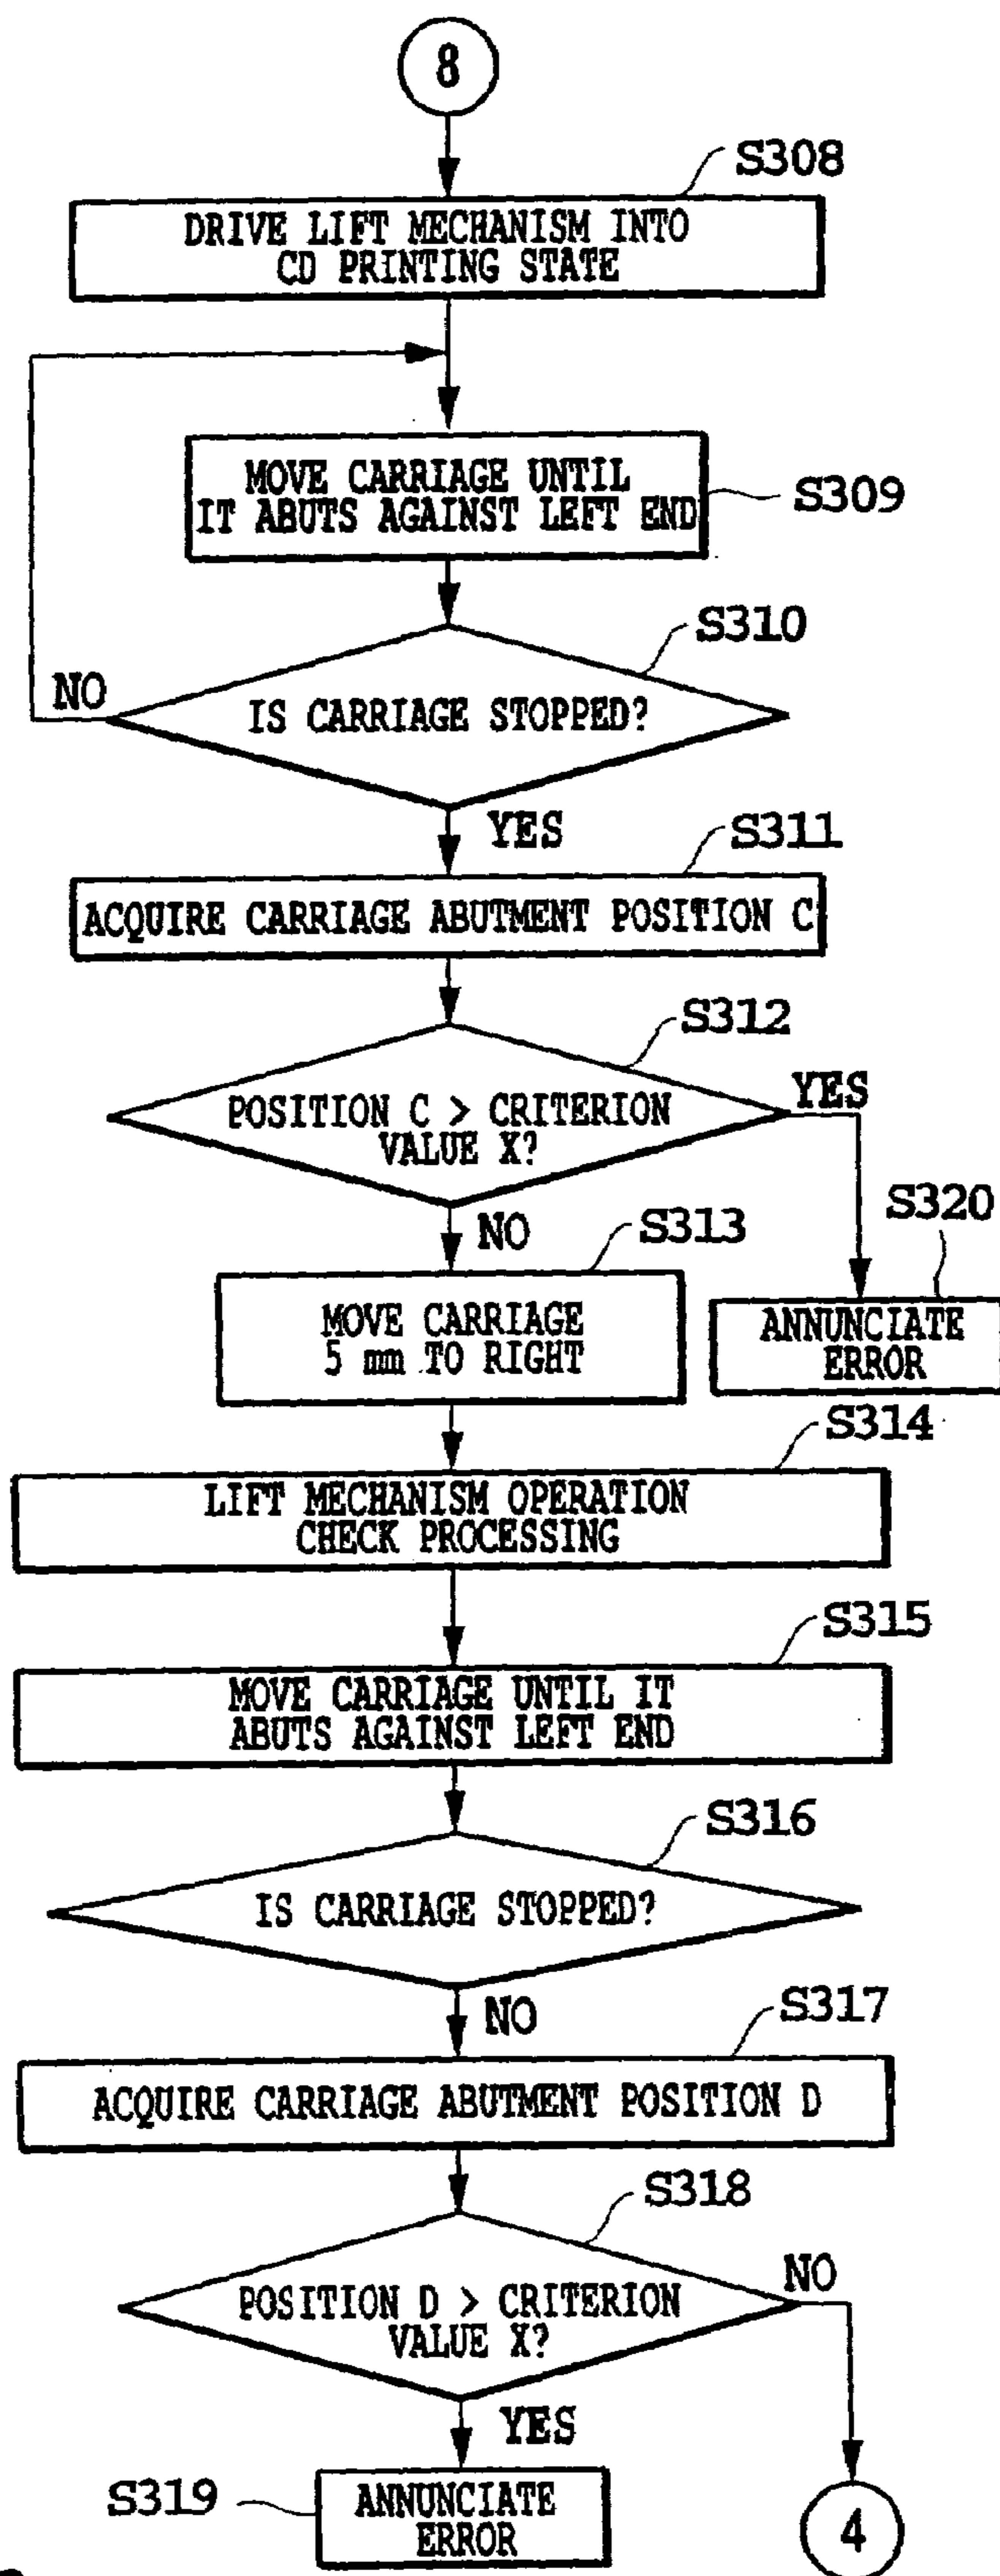 8
S308
DRIVE LIFT MECHANISM INTO
CD PRINTING STATE
MOVE CARRIAGE UNTIL
IT ABUTS AGAINST LEFT END
S309
S310
NO
IS CARRIAGE STOPPED?
YES
S311
ACQUIRE CARRIAGE ABUTMENT POSITION C
S312
POSITION C > CRITERION
VALUE X?
YES
S320
NO
S313
MOVE CARRIAGE
5 mm TO RIGHT
ANNUNCIATE
ERROR
S314
LIFT MECHANISM OPERATION
CHECK PROCESSING
S315
MOVE CARRIAGE UNTIL IT
ABUTS AGAINST LEFT END
S316
IS CARRIAGE STOPPED?
NO
S317
ACQUIRE CARRIAGE ABUTMENT POSITION D
S318
POSITION D > CRITERION
VALUE X?
NO
YES
S319
ANNUNCIATE
ERROR
4